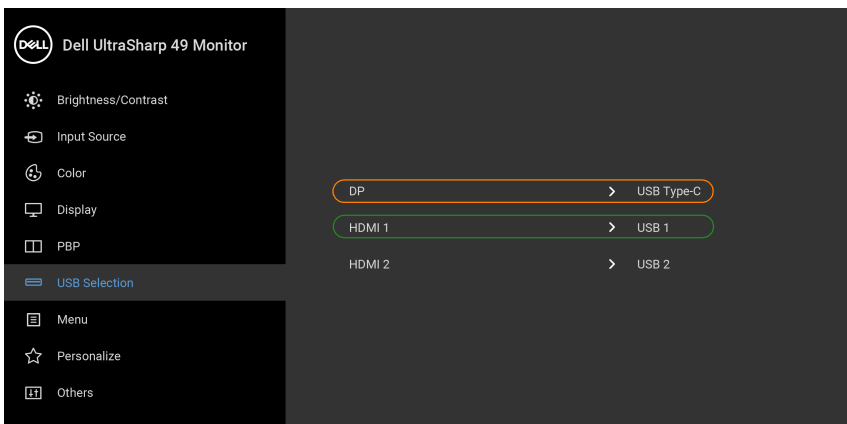 DELL Dell UltraSharp 49 Monitor
Brightness/Contrast
Input Source
Color
Display
PBP
USB Selection
Menu
Personalize
Others
DP USB Type-C
HDMI 1 USB 1
HDMI 2 USB 2